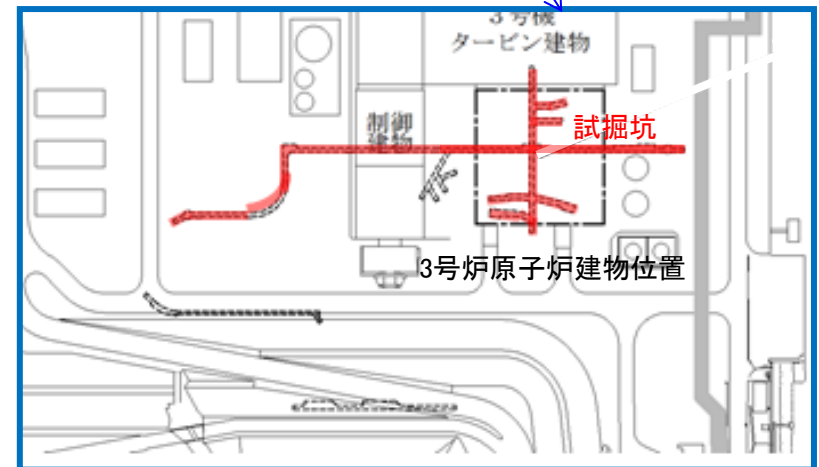 3号機
タービン建物
制御
建物
試掘坑
3号炉原子炉建物位置